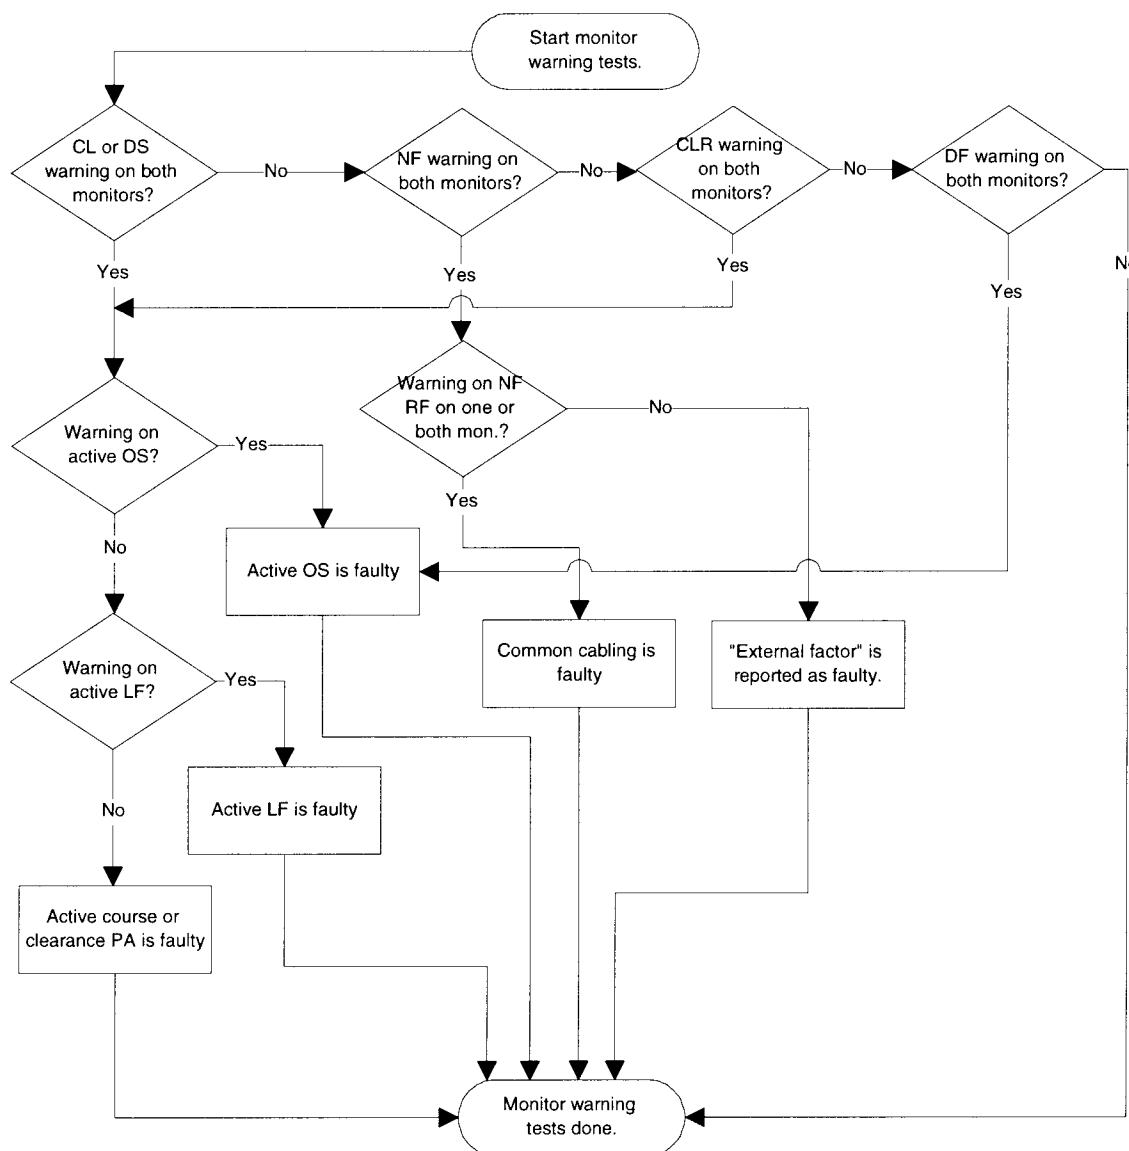 Start monitor
warning tests.
CL or DS
warning on both
monitors?
No
NF warning on
both monitors?
No
CLR warning
on both
monitors?
No
DF warning on
both monitors?
Yes
Yes
Yes
Yes
Warning on NF
RF on one or
both mon.?
No
Warning on
active OS?
Yes
Yes
No
Active OS is faulty
Common cabling is
faulty
"External factor" is
reported as faulty.
Warning on
active LF?
Yes
No
Active LF is faulty
Active course or
clearance PA is faulty
Monitor warning
tests done.